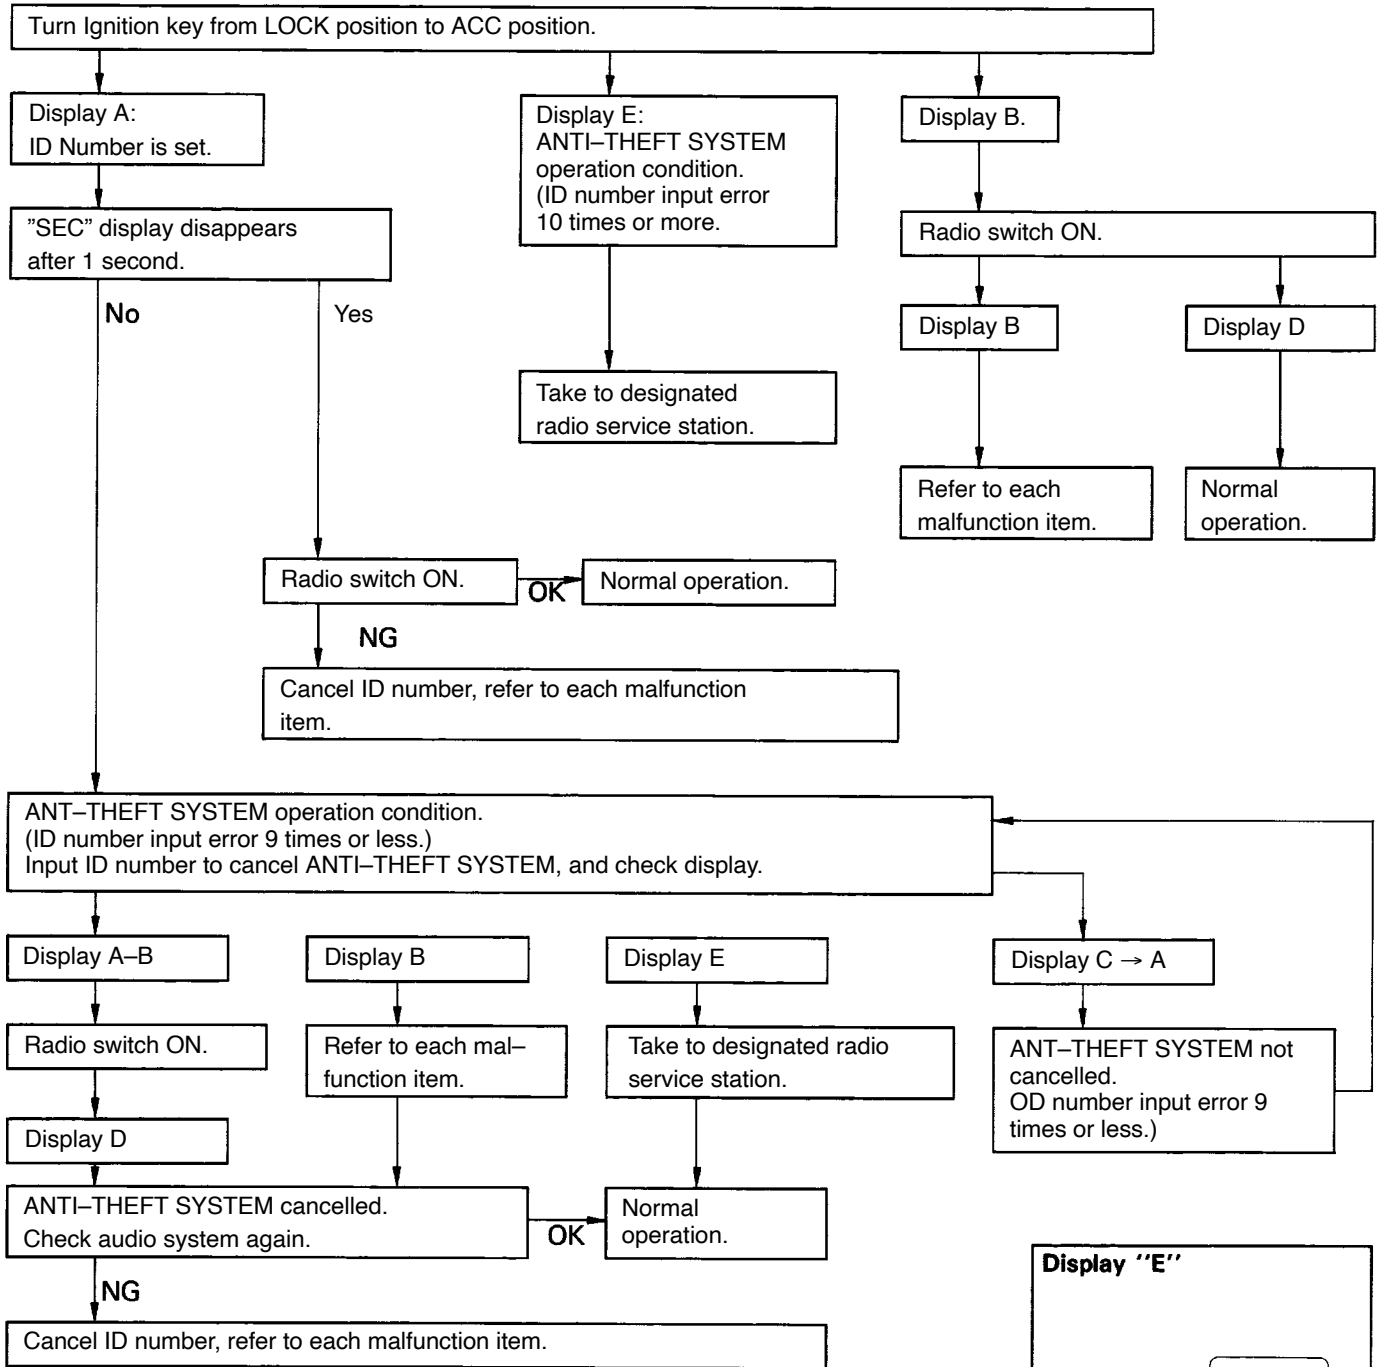 Turn Ignition key from LOCK position to ACC position.
Display A:
ID Number is set.
Display E:
ANTI–THEFT SYSTEM
operation condition.
(ID number input error
10 times or more.
Display B.
”SEC” display disappears
after 1 second.
Radio switch ON.
No
Yes
Display B
Display D
Take to designated
radio service station.
Refer to each
malfunction item.
Normal
operation.
Radio switch ON.
OK
Normal operation.
NG
Cancel ID number, refer to each malfunction
item.
ANT–THEFT SYSTEM operation condition.
(ID number input error 9 times or less.)
Input ID number to cancel ANTI–THEFT SYSTEM, and check display.
Display A–B
Display B
Display E
Display C → A
Radio switch ON.
Refer to each mal–
function item.
Take to designated radio
service station.
ANT–THEFT SYSTEM not
cancelled.
OD number input error 9
times or less.)
Display D
ANTI–THEFT SYSTEM cancelled.
Check audio system again.
OK
Normal
operation.
NG
Cancel ID number, refer to each malfunction item.
Display ''E''